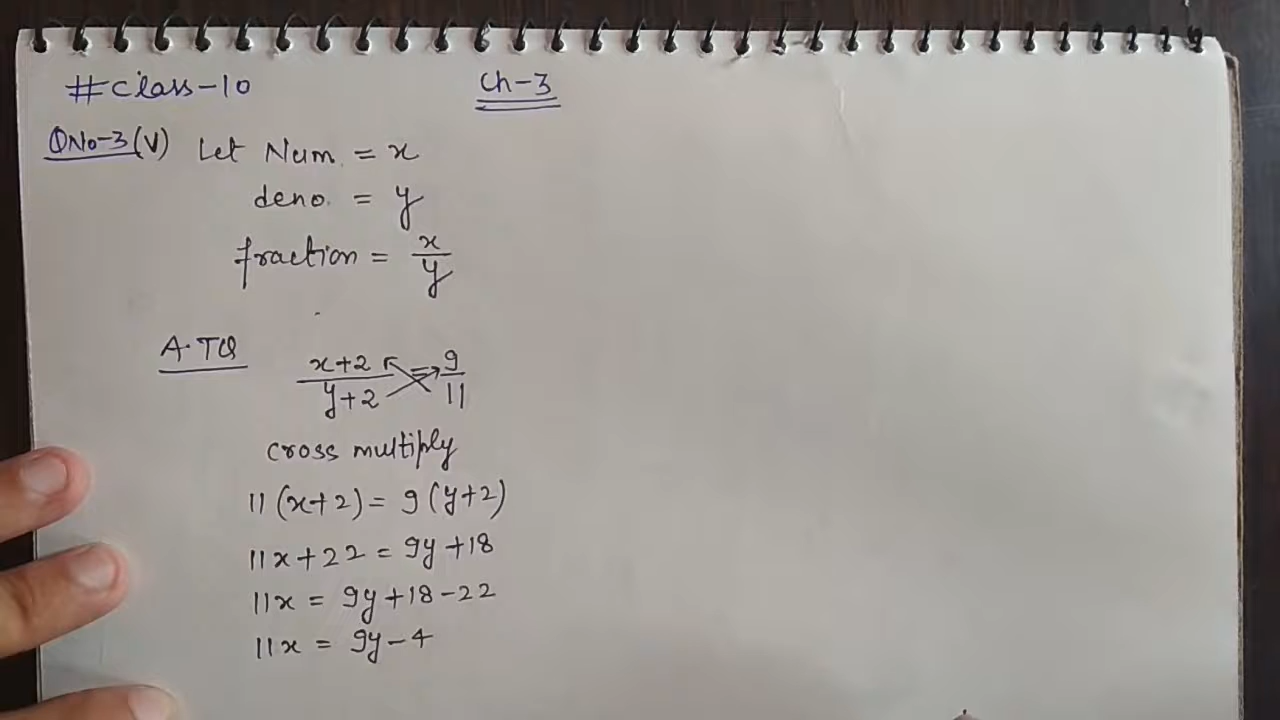 #Class-10
Ch-3
QNo-3(V) Let Num. = x
deno. = y
fraction = x/y
A.TQ
x+2/y+2 = 9/11
cross multiply
11(x+2) = 9(y+2)
11x+22 = 9y+18
11x = 9y+18-22
11x = 9y-4